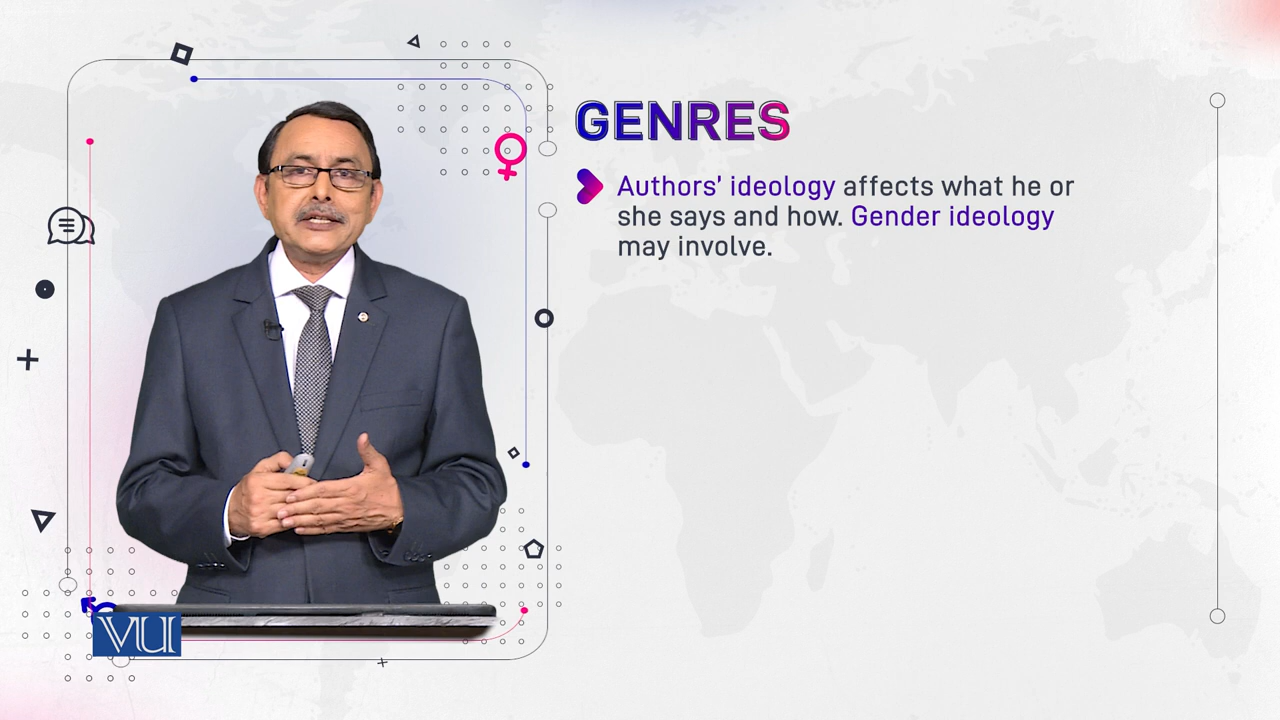 GENRES
Authors’ ideology affects what he or
she says and how. Gender ideology
may involve.
VU